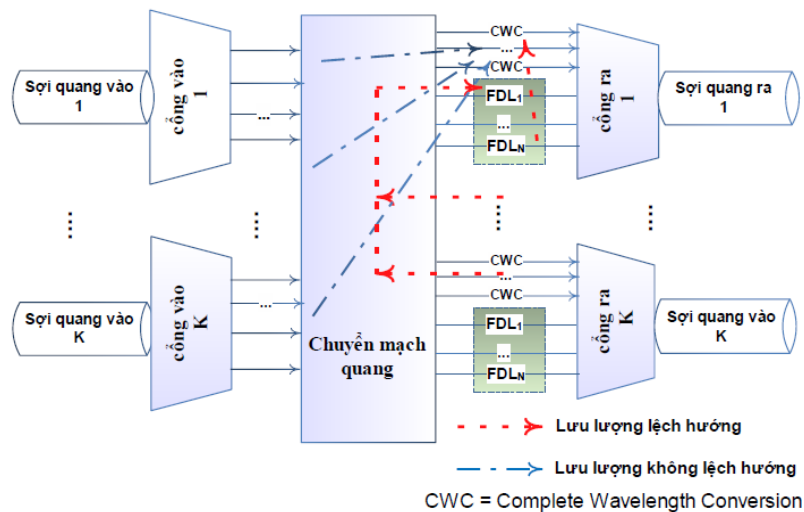 Sợi quang vào
1
cổng vào
1
...
CWC
...
CWC
FDL₁
...
FDLN
cổng ra
1
Sợi quang ra
1
....
....
....
....
Sợi quang vào
K
cổng vào
K
...
Chuyển mạch
quang
CWC
...
CWC
FDL₁
...
FDLN
cổng ra
K
Sợi quang vào
K
Lưu lượng lệch hướng
Lưu lượng không lệch hướng
CWC = Complete Wavelength Conversion